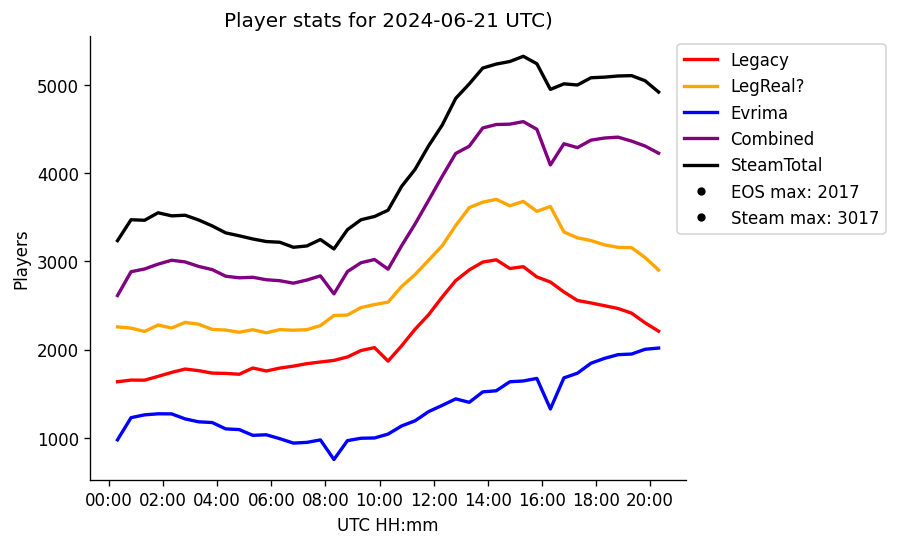 Player stats for 2024-06-21 UTC)
Legacy
LegReal?
Evrima
Combined
SteamTotal
EOS max: 2017
Steam max: 3017
Players
5000
4000
3000
2000
1000
00:00 02:00 04:00 06:00 08:00 10:00 12:00 14:00 16:00 18:00 20:00
UTC HH:mm